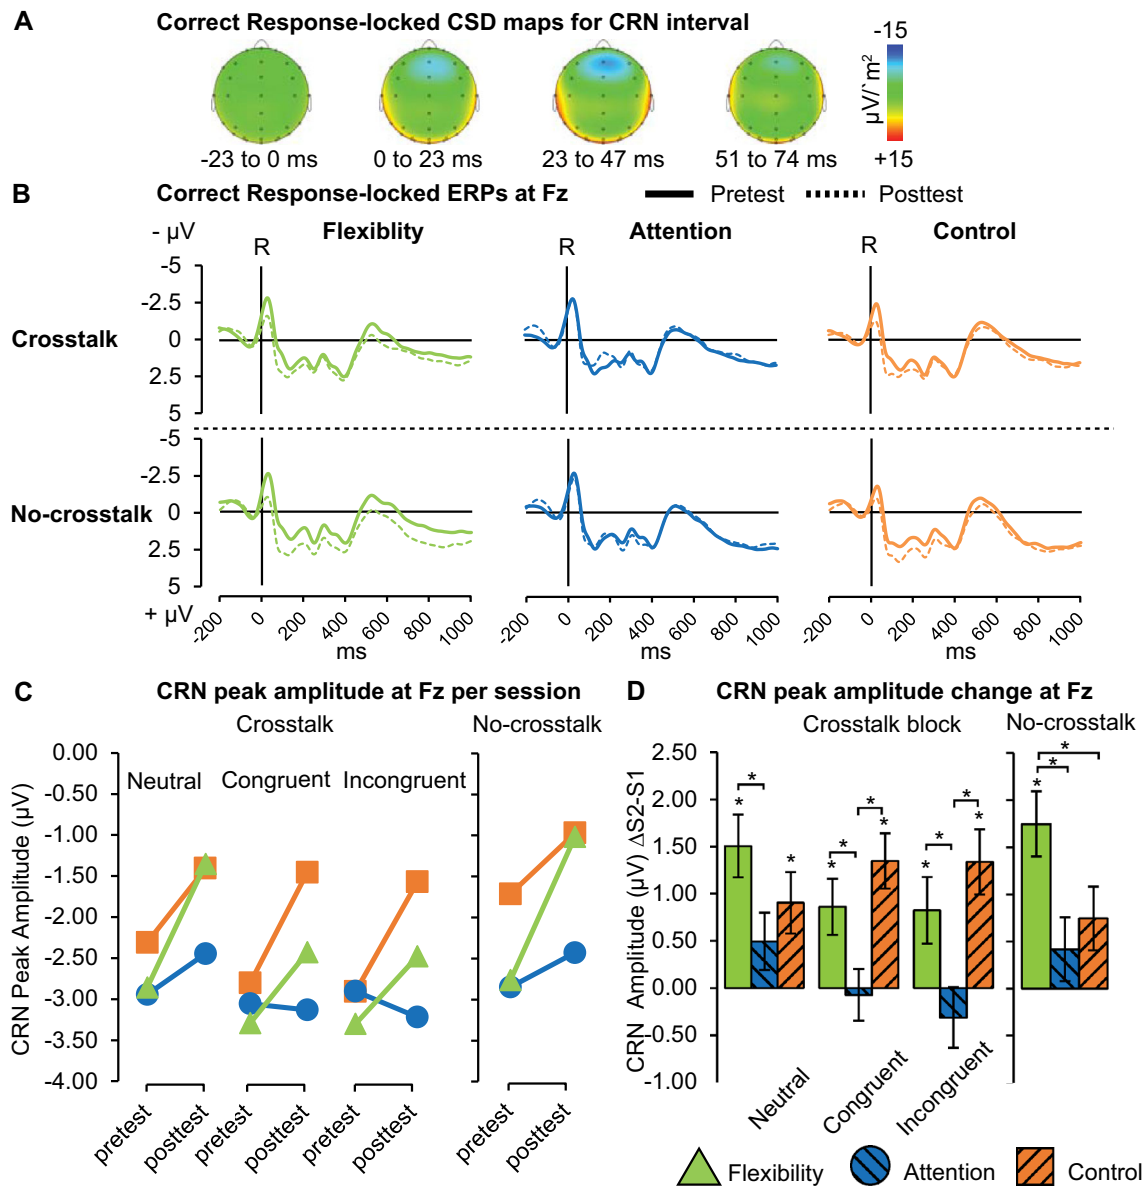 A
Correct Response-locked CSD maps for CRN interval
-15
µV/`m²
+15
-23 to 0 ms
0 to 23 ms
23 to 47 ms
51 to 74 ms
B
Correct Response-locked ERPs at Fz
Pretest
Posttest
- µV
Flexiblity
Attention
Control
R
R
R
-5
-2.5
0
2.5
5
Crosstalk
-5
-2.5
0
2.5
5
No-crosstalk
+ µV
-200 0 200 400 600 800 1000
-200 0 200 400 600 800 1000
-200 0 200 400 600 800 1000
ms
ms
ms
C
CRN peak amplitude at Fz per session
Crosstalk
No-crosstalk
Neutral
Congruent
Incongruent
CRN Peak Amplitude (µV)
0.00
-0.50
-1.00
-1.50
-2.00
-2.50
-3.00
-3.50
-4.00
pretest
posttest
pretest
posttest
pretest
posttest
pretest
posttest
D
CRN peak amplitude change at Fz
Crosstalk block
No-crosstalk
CRN Amplitude (µV) ΔS2-S1
2.50
2.00
1.50
1.00
0.50
0.00
-0.50
-1.00
* * * * * * * *
* * * * *
Neutral
Congruent
Incongruent
Flexibility
Attention
Control